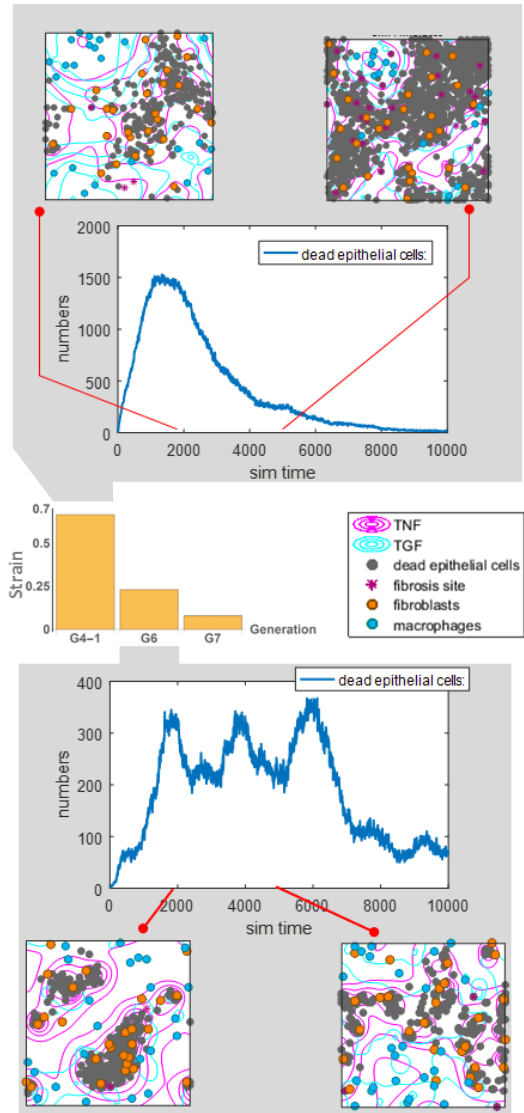 2000
1500
1000
500
0
numbers
dead epithelial cells:
0 2000 4000 6000 8000 10000
sim time
0.7
0.5
0.25
0
Strain
G4-1 G6 G7 Generation
TNF
TGF
dead epithelial cells
fibrosis site
fibroblasts
macrophages
400
300
200
100
0
numbers
dead epithelial cells:
0 2000 4000 6000 8000 10000
sim time